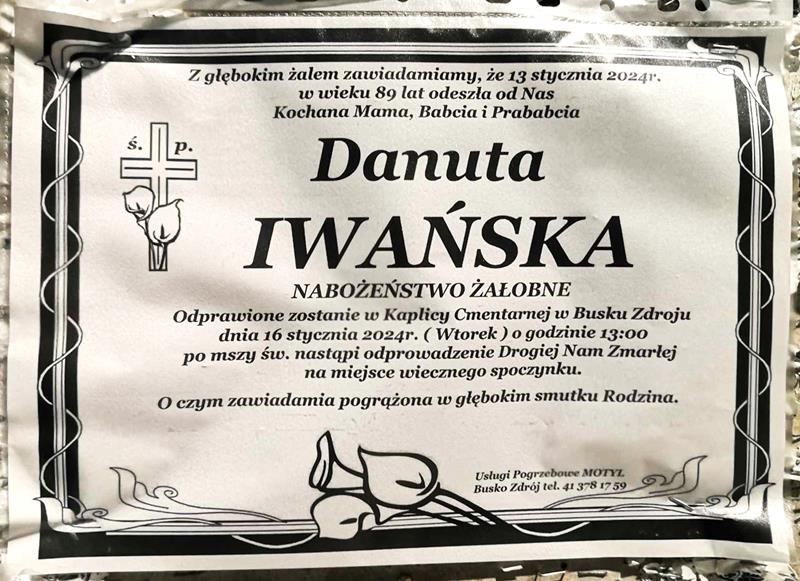 Z głębokim żalem zawiadamiamy, że 13 stycznia 2024r.
w wieku 89 lat odeszła od Nas
Kochana Mama, Babcia i Prababcia
ś. p.
Danuta
IWAŃSKA
NABOŻEŃSTWO ŻAŁOBNE
Odprawione zostanie w Kaplicy Cmentarnej w Busku Zdroju
dnia 16 stycznia 2024r. ( Wtorek ) o godzinie 13:00
po mszy św. nastąpi odprowadzenie Drogiej Nam Zmarłej
na miejsce wiecznego spoczynku.
O czym zawiadamia pogrążona w głębokim smutku Rodzina.
Usługi Pogrzebowe MOTYL
Busko Zdrój tel. 41 378 17 59